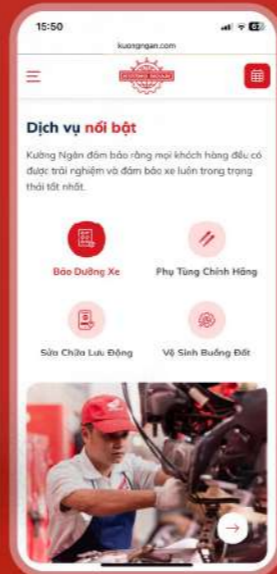 15:50
kuongngan.com
Dịch vụ nổi bật
Kường Ngân đảm bảo rằng mọi khách hàng đều có
được trải nghiệm và đảm bảo xe luôn trong trạng
thái tốt nhất.
Bảo Dưỡng Xe
Phụ Tùng Chính Hãng
Sửa Chữa Lưu Động
Vệ Sinh Buồng Đốt